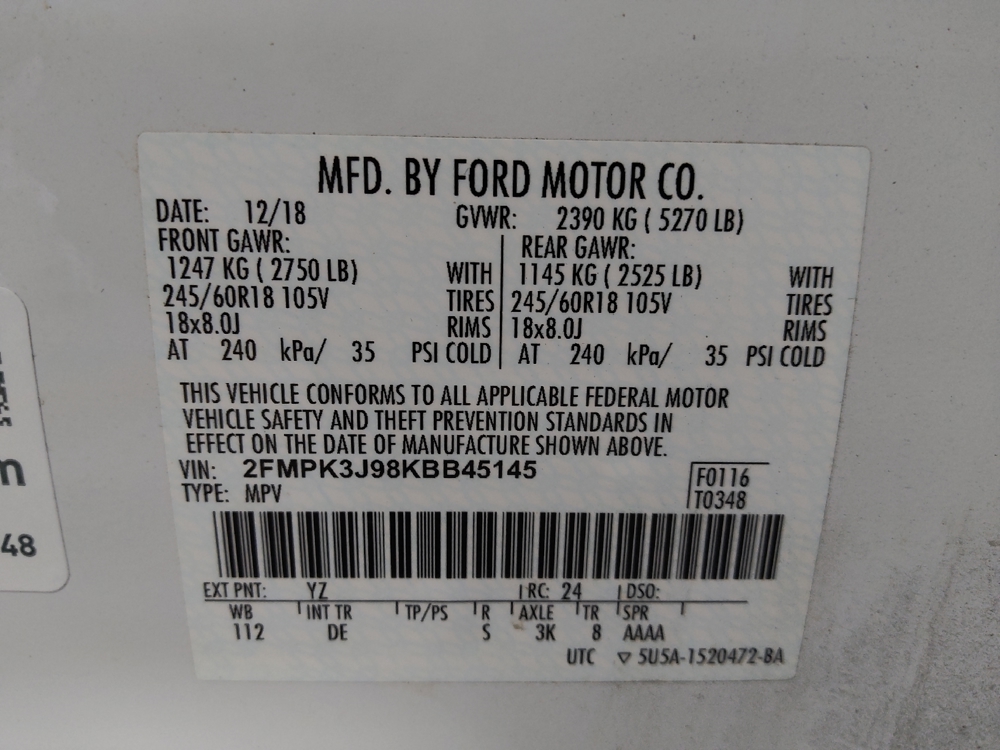 MFD. BY FORD MOTOR CO.
DATE: 12/18 GVWR: 2390 KG ( 5270 LB)
FRONT GAWR: REAR GAWR:
1247 KG ( 2750 LB) WITH 1145 KG ( 2525 LB) WITH
245/60R18 105V TIRES 245/60R18 105V TIRES
18x8.0J RIMS 18x8.0J RIMS
AT 240 kPa/ 35 PSI COLD AT 240 kPa/ 35 PSI COLD
THIS VEHICLE CONFORMS TO ALL APPLICABLE FEDERAL MOTOR
VEHICLE SAFETY AND THEFT PREVENTION STANDARDS IN
EFFECT ON THE DATE OF MANUFACTURE SHOWN ABOVE.
VIN: 2FMPK3J98KBB45145 F0116
TYPE: MPV T0348
EXT PNT: YZ RC: 24 DSO:
WB INT TR TP/PS R AXLE TR SPR
112 DE S 3K 8 AAAA
UTC ▽ 5U5A-1520472-BA
m
48